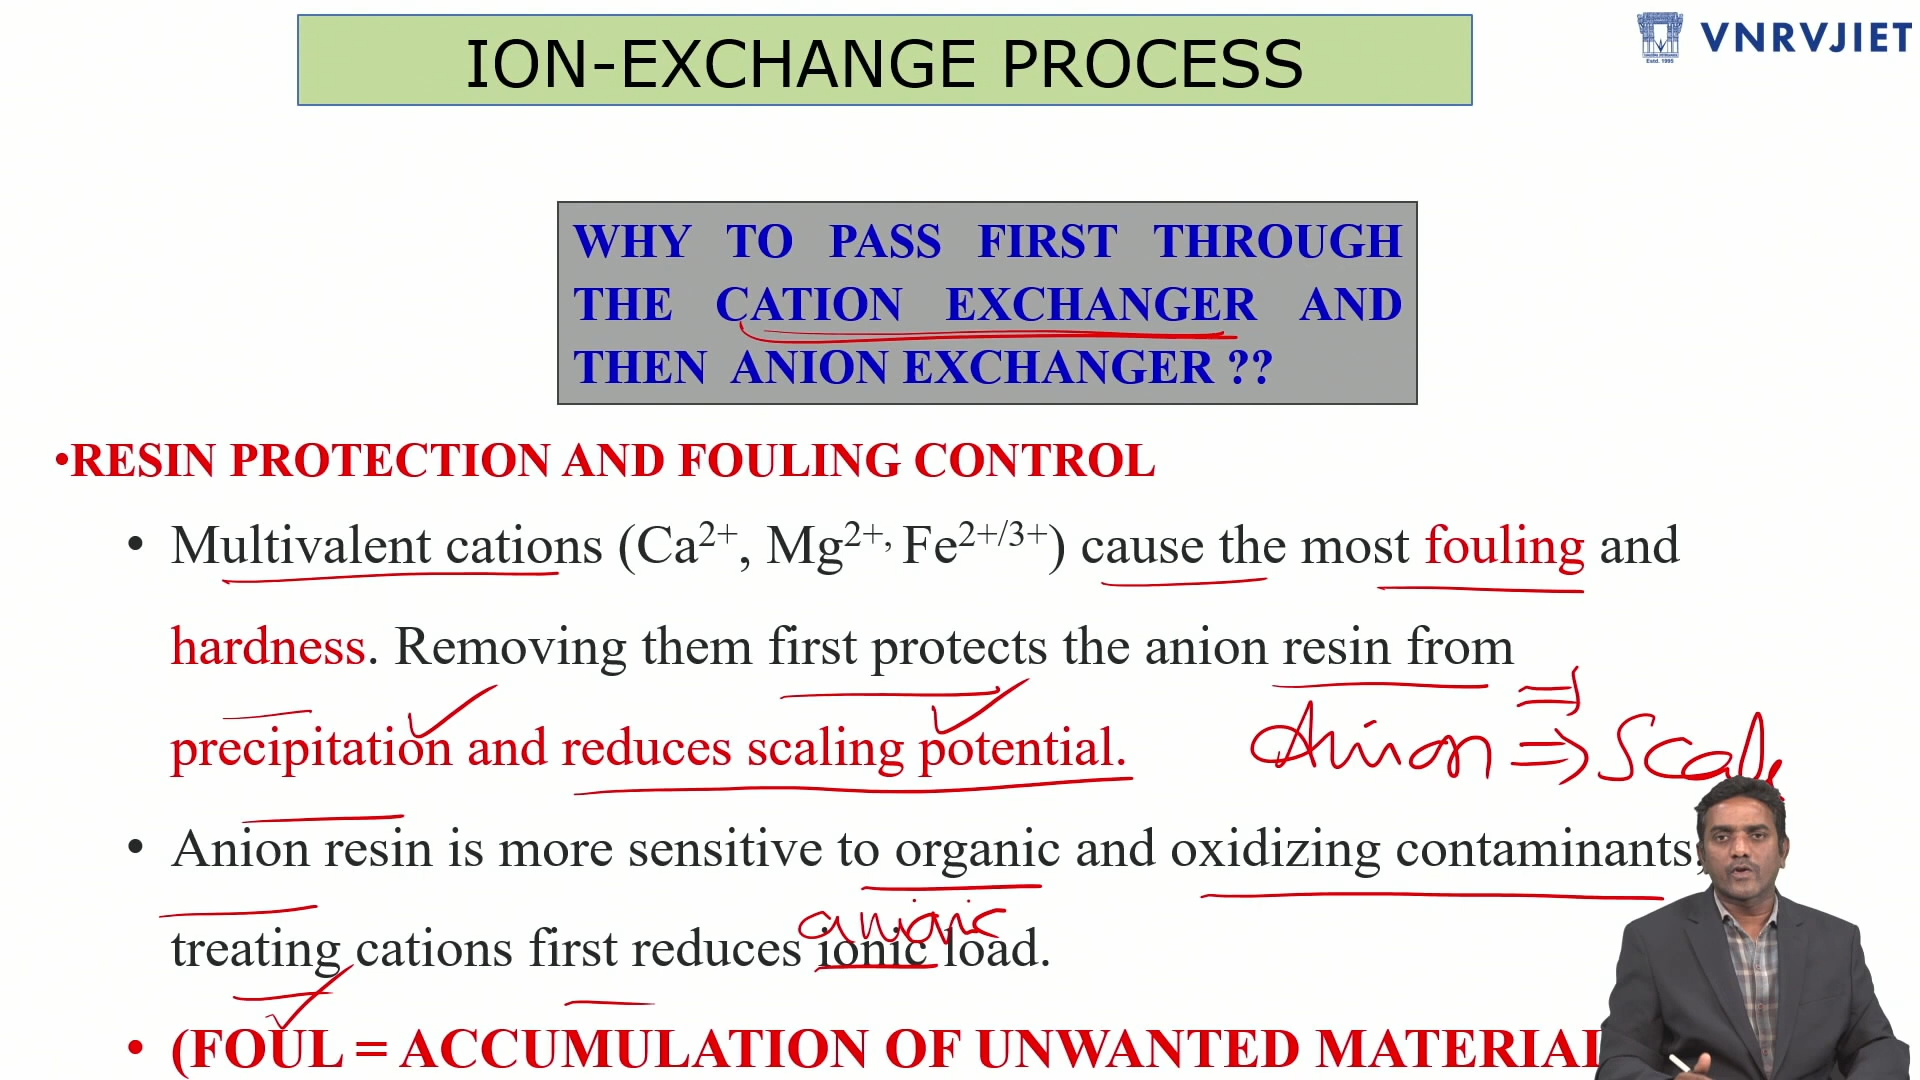 ION-EXCHANGE PROCESS
VNRVJIET
Estd. 1995
WHY TO PASS FIRST THROUGH
THE CATION EXCHANGER AND
THEN ANION EXCHANGER ??
•RESIN PROTECTION AND FOULING CONTROL
• Multivalent cations (Ca²⁺, Mg²⁺, Fe²⁺/³⁺) cause the most fouling and
hardness. Removing them first protects the anion resin from
precipitation and reduces scaling potential.
Anion ⇒ Scale
• Anion resin is more sensitive to organic and oxidizing contaminants;
anionic
treating cations first reduces ionic load.
• (FOUL = ACCUMULATION OF UNWANTED MATERIAL